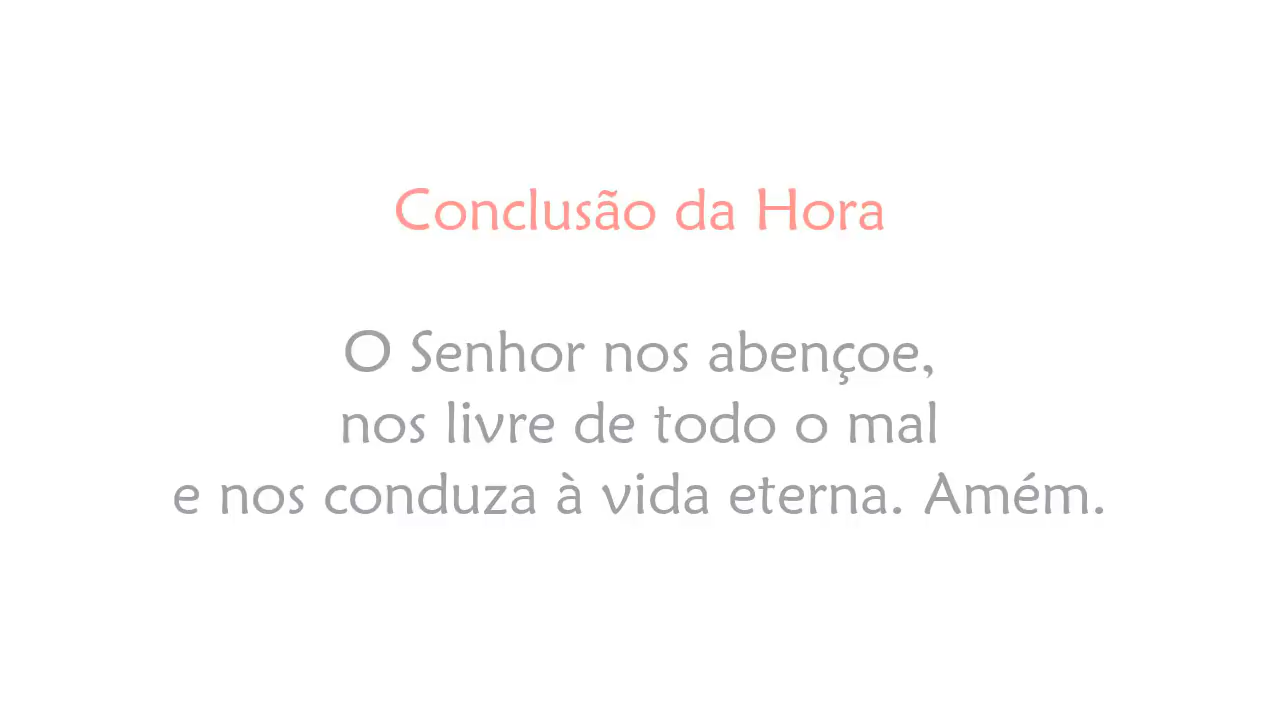 Conclusão da Hora
O Senhor nos abençoe,
nos livre de todo o mal
e nos conduza à vida eterna. Amém.